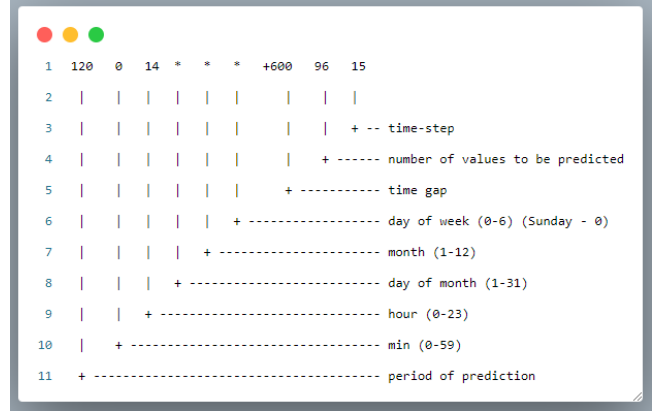 1 120 0 14 * * * +600 96 15
2 | | | | | | | | |
3 | | | | | | | | + -- time-step
4 | | | | | | | + ------ number of values to be predicted
5 | | | | | | + ----------- time gap
6 | | | | | + ------------------ day of week (0-6) (Sunday - 0)
7 | | | | + ---------------------- month (1-12)
8 | | | + -------------------------- day of month (1-31)
9 | | + ------------------------------ hour (0-23)
10 | + ---------------------------------- min (0-59)
11 + --------------------------------------- period of prediction